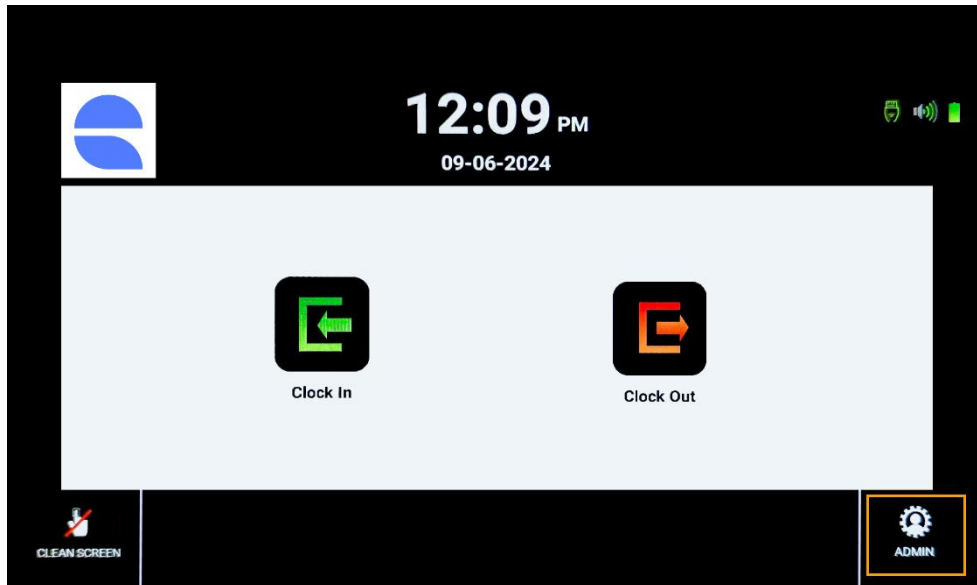 12:09 PM
09-06-2024
Clock In
Clock Out
CLEAN SCREEN
ADMIN